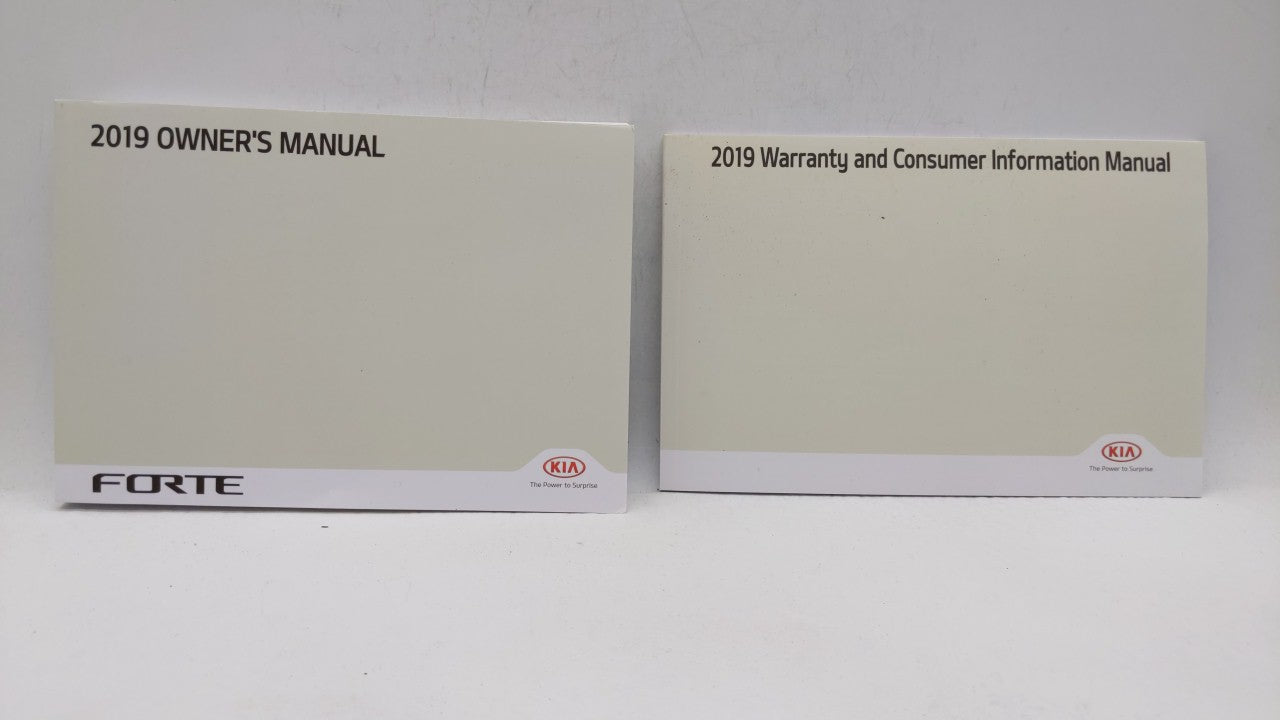 2019 OWNER'S MANUAL
FORTE
KIA
The Power to Surprise
2019 Warranty and Consumer Information Manual
KIA
The Power to Surprise